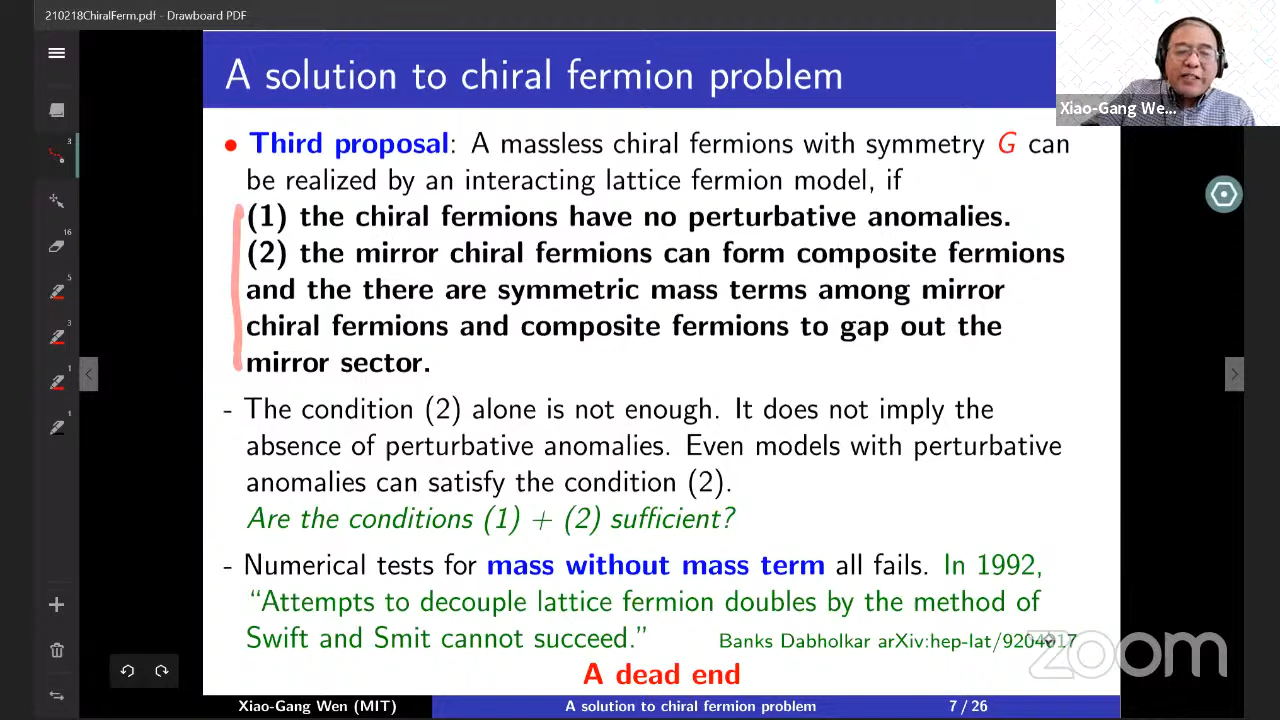 210218ChiralFerm.pdf - Drawboard PDF
A solution to chiral fermion problem
Xiao-Gang We...
• Third proposal: A massless chiral fermions with symmetry G can
be realized by an interacting lattice fermion model, if
(1) the chiral fermions have no perturbative anomalies.
(2) the mirror chiral fermions can form composite fermions
and the there are symmetric mass terms among mirror
chiral fermions and composite fermions to gap out the
mirror sector.
- The condition (2) alone is not enough. It does not imply the
absence of perturbative anomalies. Even models with perturbative
anomalies can satisfy the condition (2).
Are the conditions (1) + (2) sufficient?
- Numerical tests for mass without mass term all fails. In 1992,
“Attempts to decouple lattice fermion doubles by the method of
Swift and Smit cannot succeed.” Banks Dabholkar arXiv:hep-lat/9204017
zoom
A dead end
Xiao-Gang Wen (MIT) A solution to chiral fermion problem 7 / 26
3
16
5
3
1
1